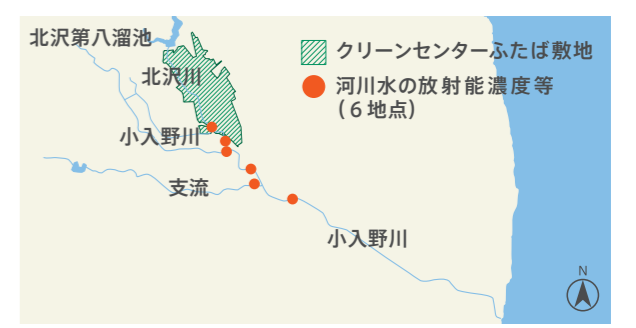 北沢第八溜池
クリーンセンターふたば敷地
北沢川
河川水の放射能濃度等
(6地点)
小入野川
支流
小入野川
N